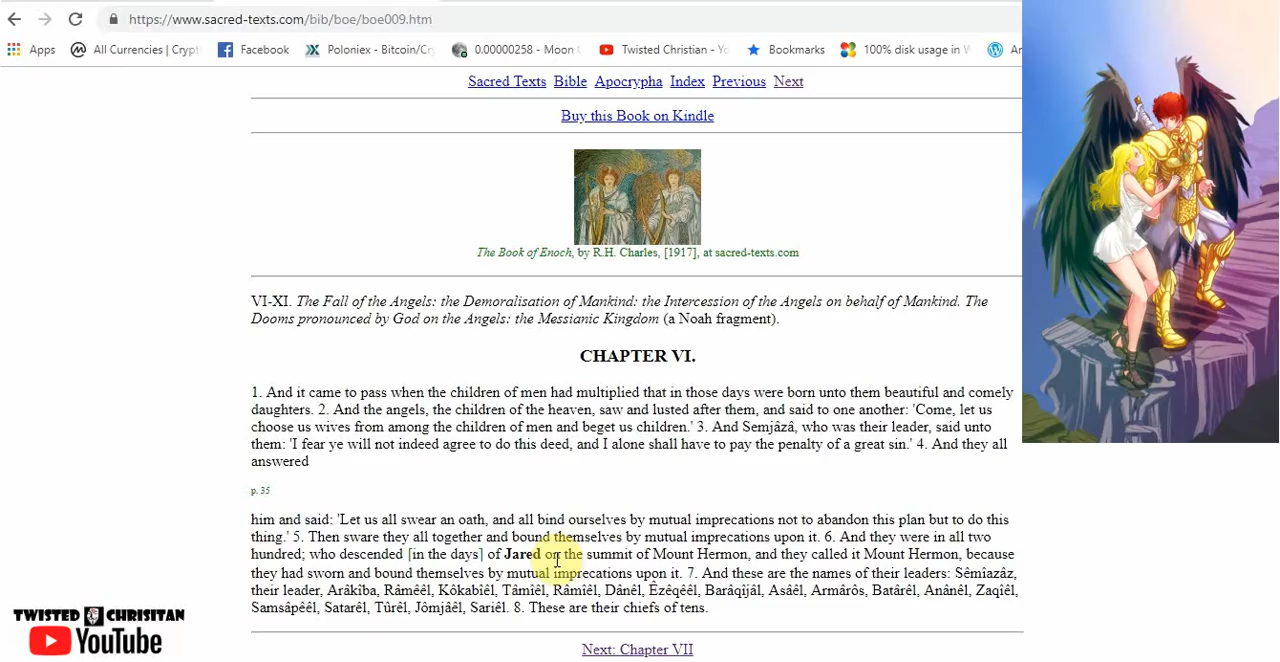 https://www.sacred-texts.com/bib/boe/boe009.htm
Apps All Currencies | Crypt Facebook Poloniex - Bitcoin/Cry 0.00000258 - Moon Twisted Christian - Yo Bookmarks 100% disk usage in W Ar
Sacred Texts Bible Apocrypha Index Previous Next
Buy this Book on Kindle
The Book of Enoch, by R.H. Charles, [1917], at sacred-texts.com
VI-XI. The Fall of the Angels: the Demoralisation of Mankind: the Intercession of the Angels on behalf of Mankind. The
Dooms pronounced by God on the Angels: the Messianic Kingdom (a Noah fragment).
CHAPTER VI.
1. And it came to pass when the children of men had multiplied that in those days were born unto them beautiful and comely
daughters. 2. And the angels, the children of the heaven, saw and lusted after them, and said to one another: 'Come, let us
choose us wives from among the children of men and beget us children.' 3. And Semjâzâ, who was their leader, said unto
them: 'I fear ye will not indeed agree to do this deed, and I alone shall have to pay the penalty of a great sin.' 4. And they all
answered
p. 35
him and said: 'Let us all swear an oath, and all bind ourselves by mutual imprecations not to abandon this plan but to do this
thing.' 5. Then sware they all together and bound themselves by mutual imprecations upon it. 6. And they were in all two
hundred; who descended [in the days] of Jared on the summit of Mount Hermon, and they called it Mount Hermon, because
they had sworn and bound themselves by mutual imprecations upon it. 7. And these are the names of their leaders: Sêmîazâz,
their leader, Arâkîba, Râmêêl, Kôkabîêl, Tâmîêl, Râmîêl, Dânêl, Êzêqêêl, Barâqîjâl, Asâêl, Armârôs, Batârêl, Anânêl, Zaqîêl,
Samsâpêêl, Satarêl, Tûrêl, Jômjâêl, Sariêl. 8. These are their chiefs of tens.
Next: Chapter VII
TWISTED CHRISITAN
YouTube